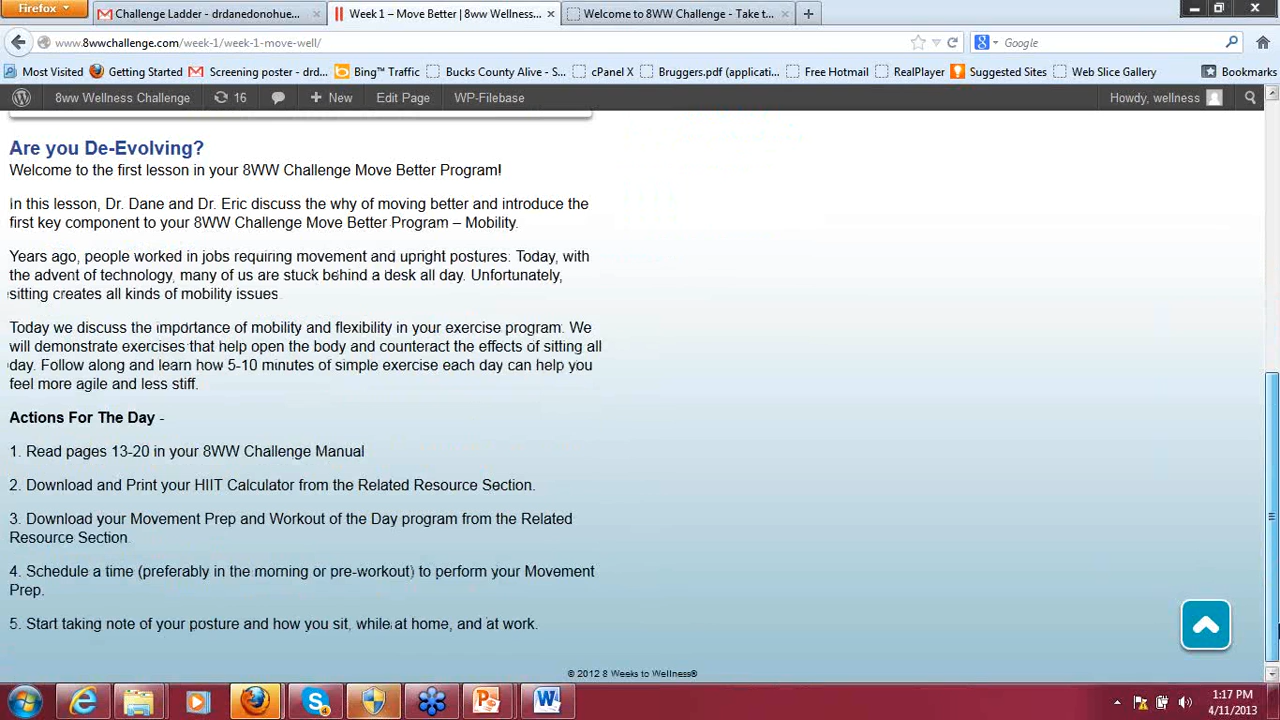 Firefox
Challenge Ladder - drdanedonohue...
Week 1 – Move Better | 8ww Wellness...
Welcome to 8WW Challenge - Take t...
www.8wwchallenge.com/week-1/week-1-move-well/
Google
Most Visited Getting Started Screening poster - drd... Bing™ Traffic Bucks County Alive - S... cPanel X Bruggers.pdf (applicati... Free Hotmail RealPlayer Suggested Sites Web Slice Gallery Bookmarks
8ww Wellness Challenge 16 New Edit Page WP-Filebase Howdy, wellness
Are you De-Evolving?
Welcome to the first lesson in your 8WW Challenge Move Better Program!
In this lesson, Dr. Dane and Dr. Eric discuss the why of moving better and introduce the
first key component to your 8WW Challenge Move Better Program – Mobility.
Years ago, people worked in jobs requiring movement and upright postures. Today, with
the advent of technology, many of us are stuck behind a desk all day. Unfortunately,
sitting creates all kinds of mobility issues.
Today we discuss the importance of mobility and flexibility in your exercise program. We
will demonstrate exercises that help open the body and counteract the effects of sitting all
day. Follow along and learn how 5-10 minutes of simple exercise each day can help you
feel more agile and less stiff.
Actions For The Day -
1. Read pages 13-20 in your 8WW Challenge Manual
2. Download and Print your HIIT Calculator from the Related Resource Section.
3. Download your Movement Prep and Workout of the Day program from the Related
Resource Section.
4. Schedule a time (preferably in the morning or pre-workout) to perform your Movement
Prep.
5. Start taking note of your posture and how you sit, while at home, and at work.
© 2012 8 Weeks to Wellness®
1:17 PM
4/11/2013